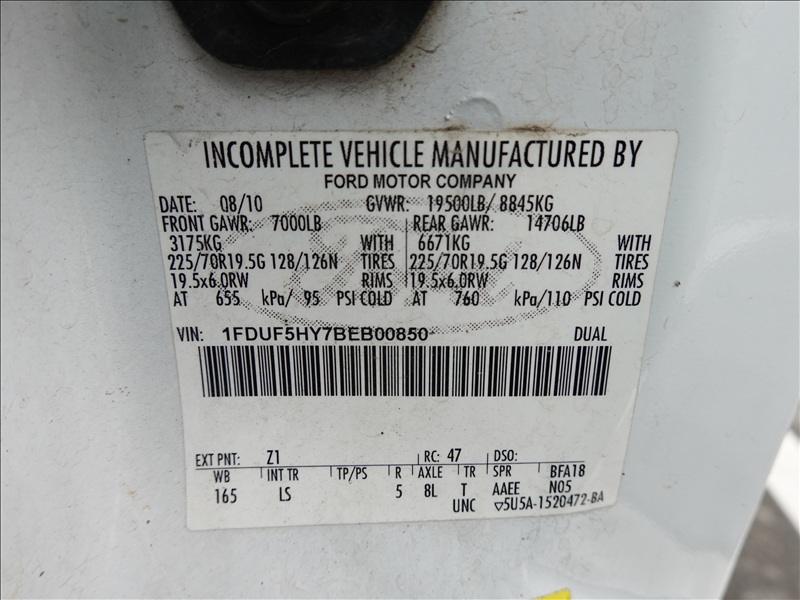 INCOMPLETE VEHICLE MANUFACTURED BY
FORD MOTOR COMPANY
DATE: 08/10 GVWR: 19500LB/ 8845KG
FRONT GAWR: 7000LB REAR GAWR: 14706LB
3175KG WITH 6671KG WITH
225/70R19.5G 128/126N TIRES 225/70R19.5G 128/126N TIRES
19.5x6.0RW RIMS 19.5x6.0RW RIMS
AT 655 kPa/ 95 PSI COLD AT 760 kPa/110 PSI COLD
VIN: 1FDUF5HY7BEB00850 DUAL
EXT PNT: Z1 RC: 47 DSO:
WB INT TR TP/PS R AXLE TR SPR BFA18
165 LS 5 8L T AAEE N05
UNC ▽5U5A-1520472-BA